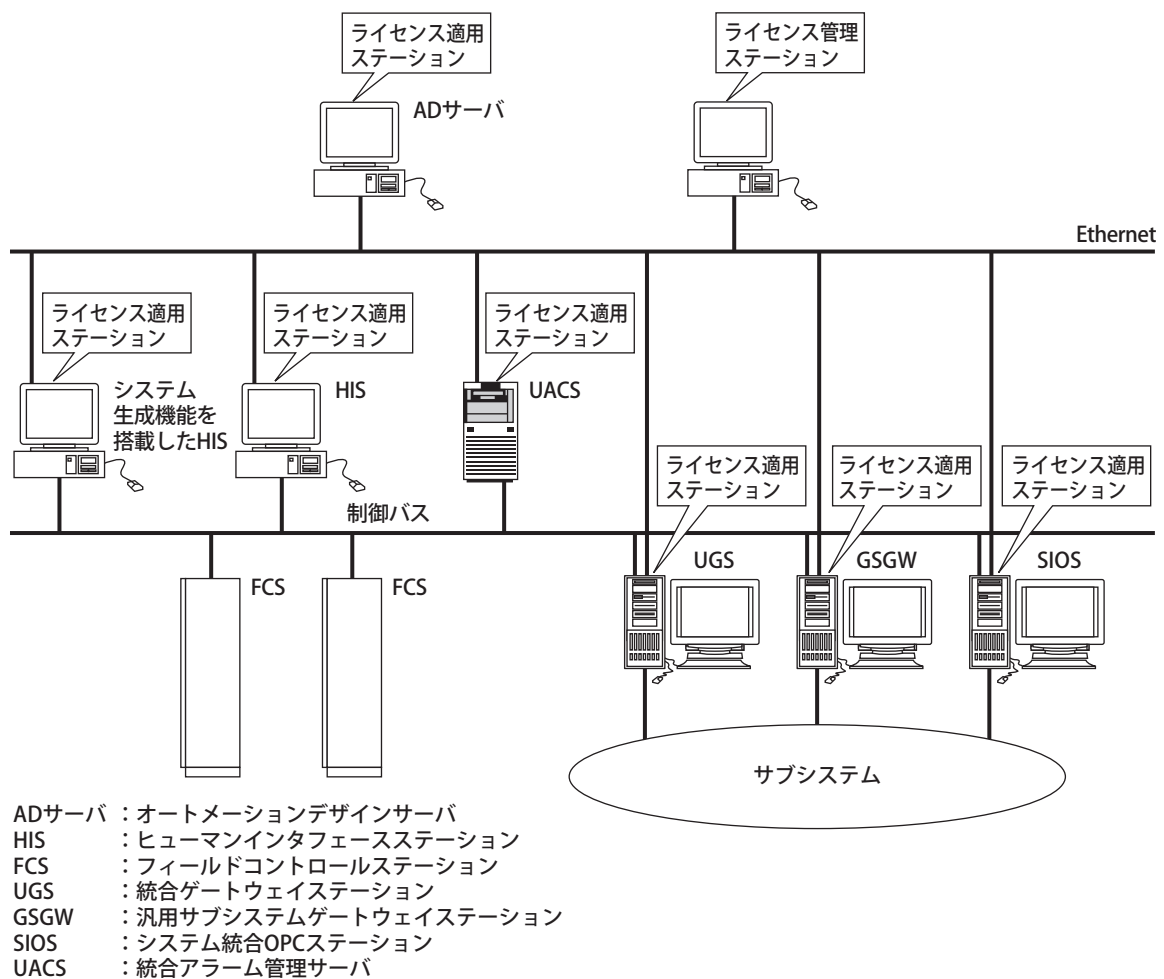 ライセンス適用
ステーション
ライセンス管理
ステーション
ADサーバ
Ethernet
ライセンス適用
ステーション
ライセンス適用
ステーション
ライセンス適用
ステーション
システム
生成機能を
搭載したHIS
HIS
UACS
ライセンス適用
ステーション
ライセンス適用
ステーション
ライセンス適用
ステーション
制御バス
UGS
GSGW
SIOS
FCS
FCS
サブシステム
ADサーバ :オートメーションデザインサーバ
HIS :ヒューマンインタフェースステーション
FCS :フィールドコントロールステーション
UGS :統合ゲートウェイステーション
GSGW :汎用サブシステムゲートウェイステーション
SIOS :システム統合OPCステーション
UACS :統合アラーム管理サーバ